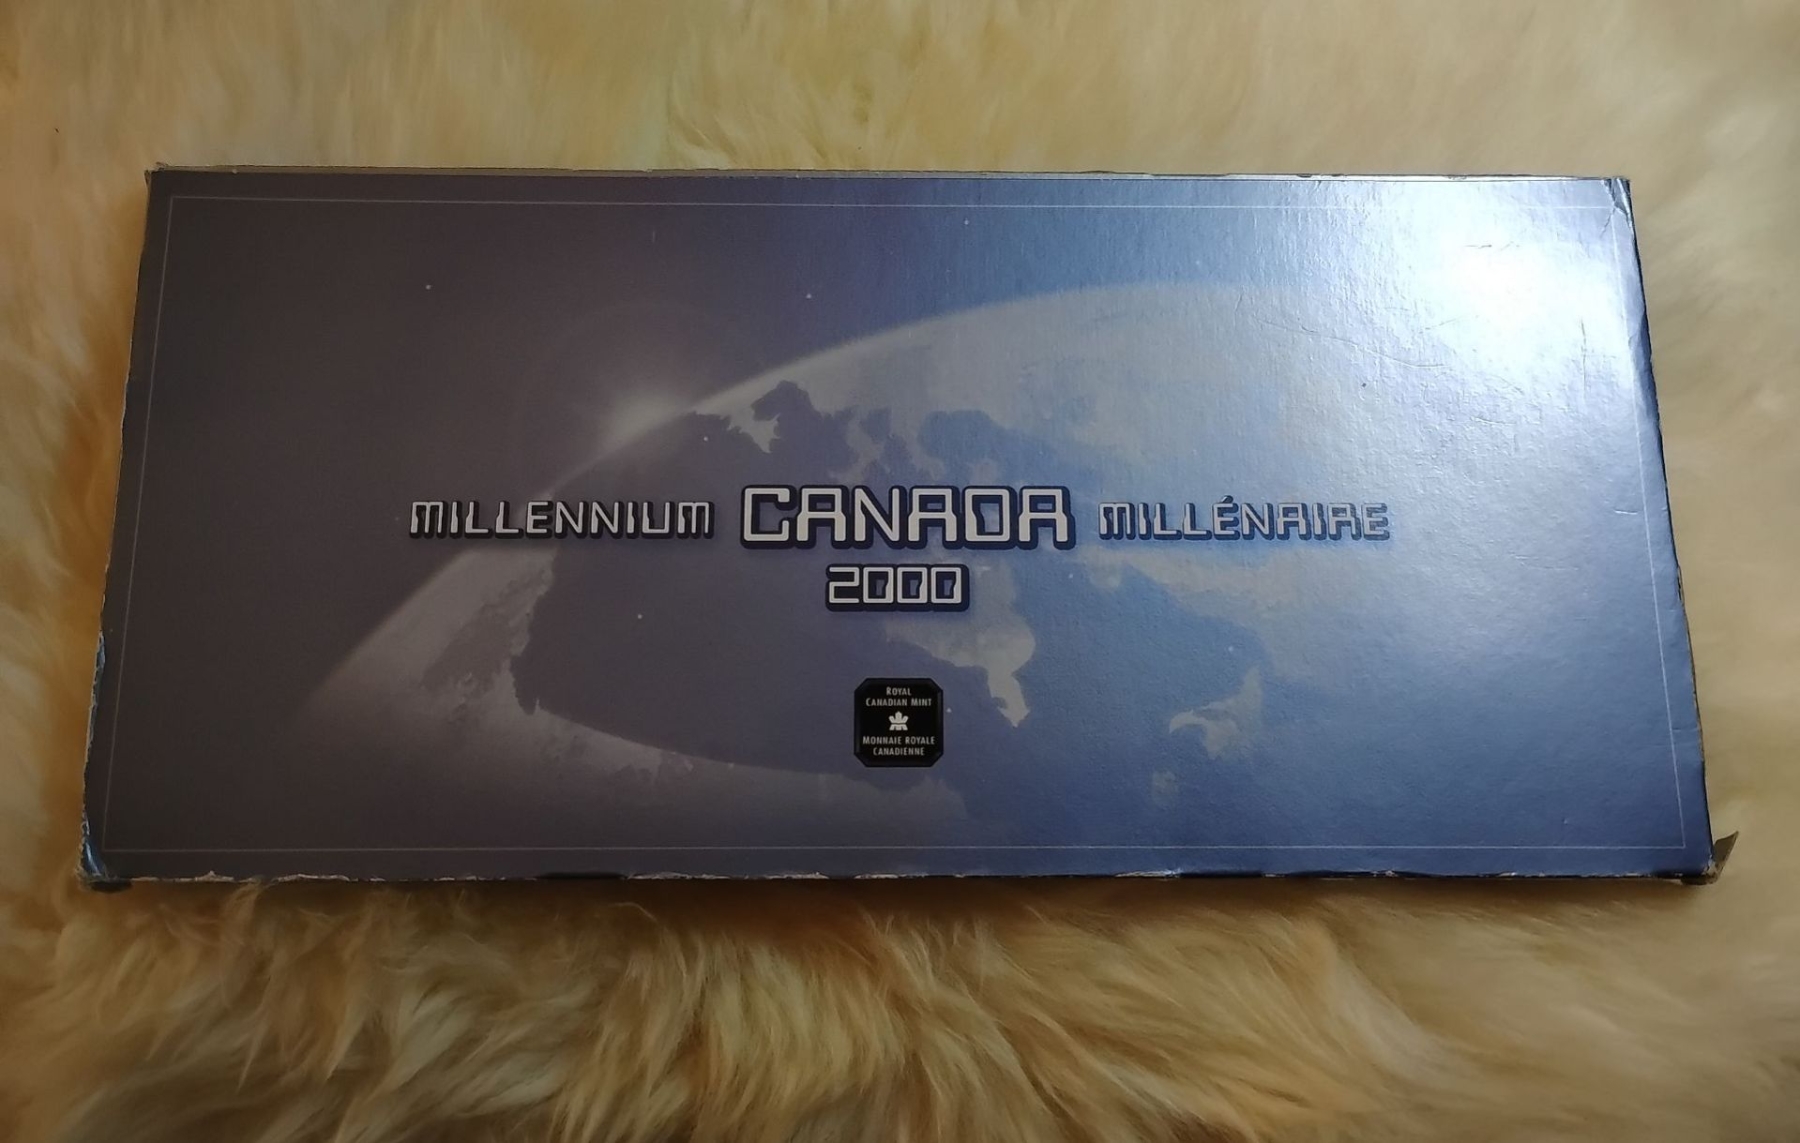 MILLENNIUM CANADA MILLÉNAIRE
2000
ROYAL
CANADIAN MINT
MONNAIE ROYALE
CANADIENNE